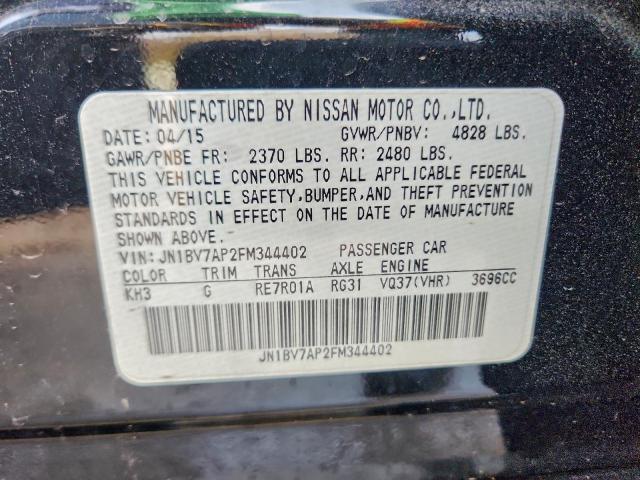 MANUFACTURED BY NISSAN MOTOR CO.,LTD.
DATE: 04/15 GVWR/PNBV: 4828 LBS.
GAWR/PNBE FR: 2370 LBS. RR: 2480 LBS.
THIS VEHICLE CONFORMS TO ALL APPLICABLE FEDERAL
MOTOR VEHICLE SAFETY,BUMPER,AND THEFT PREVENTION
STANDARDS IN EFFECT ON THE DATE OF MANUFACTURE
SHOWN ABOVE.
VIN: JN1BV7AP2FM344402 PASSENGER CAR
COLOR TRIM TRANS AXLE ENGINE
KH3 G RE7R01A RG31 VQ37(VHR) 3696CC
JN1BV7AP2FM344402